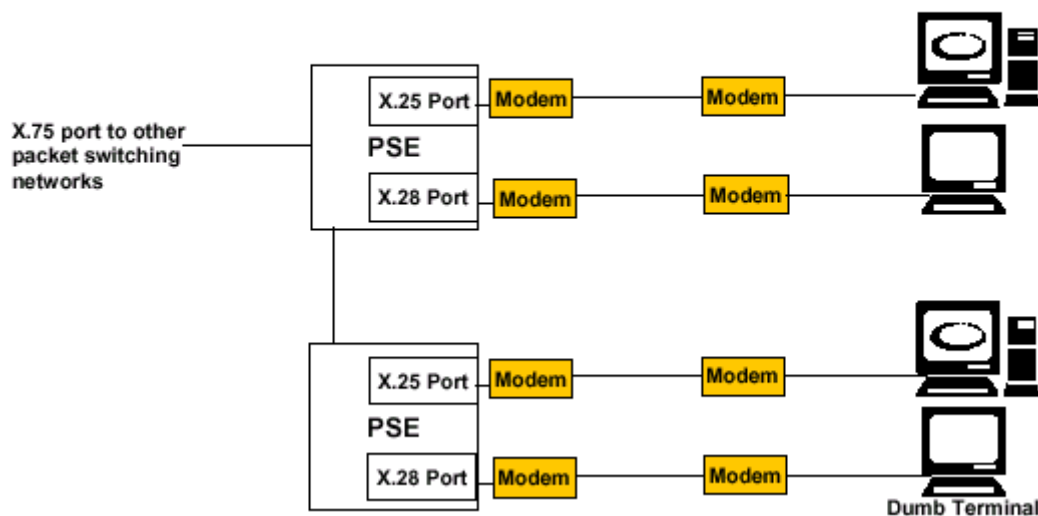 X.25 Port
Modem
Modem
X.75 port to other
packet switching
networks
PSE
X.28 Port
Modem
Modem
X.25 Port
Modem
Modem
PSE
X.28 Port
Modem
Modem
Dumb Terminal